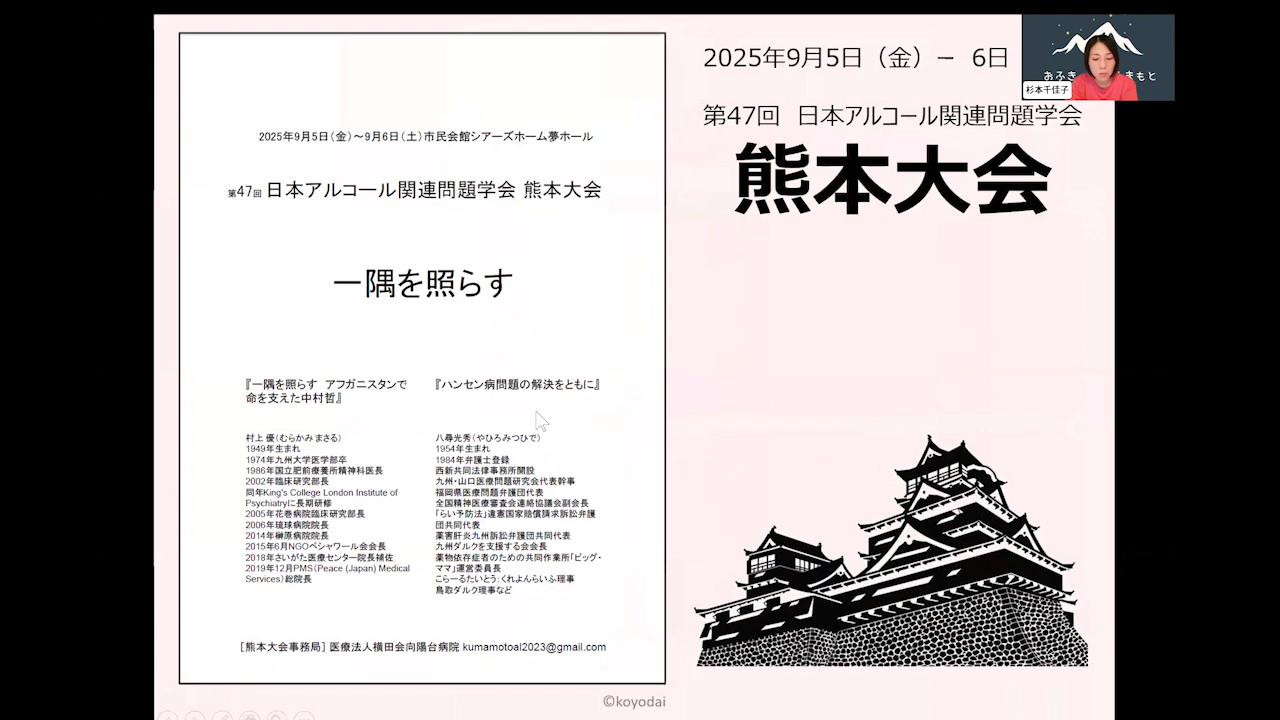 2025年9月5日（金）～9月6日（土）市民会館シアーズホーム夢ホール
第47回 日本アルコール関連問題学会 熊本大会
一隅を照らす
『一隅を照らす　アフガニスタンで
命を支えた中村哲』
村上 優（むらかみ まさる）
1949年生まれ
1974年九州大学医学部卒
1986年国立肥前療養所精神科医長
2002年臨床研究部長
同年King's College London Institute of
Psychiatryに長期研修
2005年花巻病院臨床研究部長
2006年琉球病院院長
2014年榊原病院院長
2015年6月NGOペシャワール会会長
2018年さいがた医療センター院長補佐
2019年12月PMS（Peace (Japan) Medical
Services）総院長
『ハンセン病問題の解決をともに』
八尋光秀（やひろみつひで）
1954年生まれ
1984年弁護士登録
西新共同法律事務所開設
九州・山口医療問題研究会代表幹事
福岡県医療問題弁護団代表
全国精神医療審査会連絡協議会副会長
「らい予防法」違憲国家賠償請求訴訟弁護
団共同代表
薬害肝炎九州訴訟弁護団共同代表
九州ダルクを支援する会会長
薬物依存症者のための共同作業所「ビッグ・
ママ」運営委員長
こらーるたいとう：くれよんらいふ理事
鳥取ダルク理事など
［熊本大会事務局］ 医療法人横田会向陽台病院 kumamotoal2023@gmail.com
©koyodai
2025年9月5日（金）－ 6日
第47回 日本アルコール関連問題学会
熊本大会
おふき
まもと
杉本千佳子